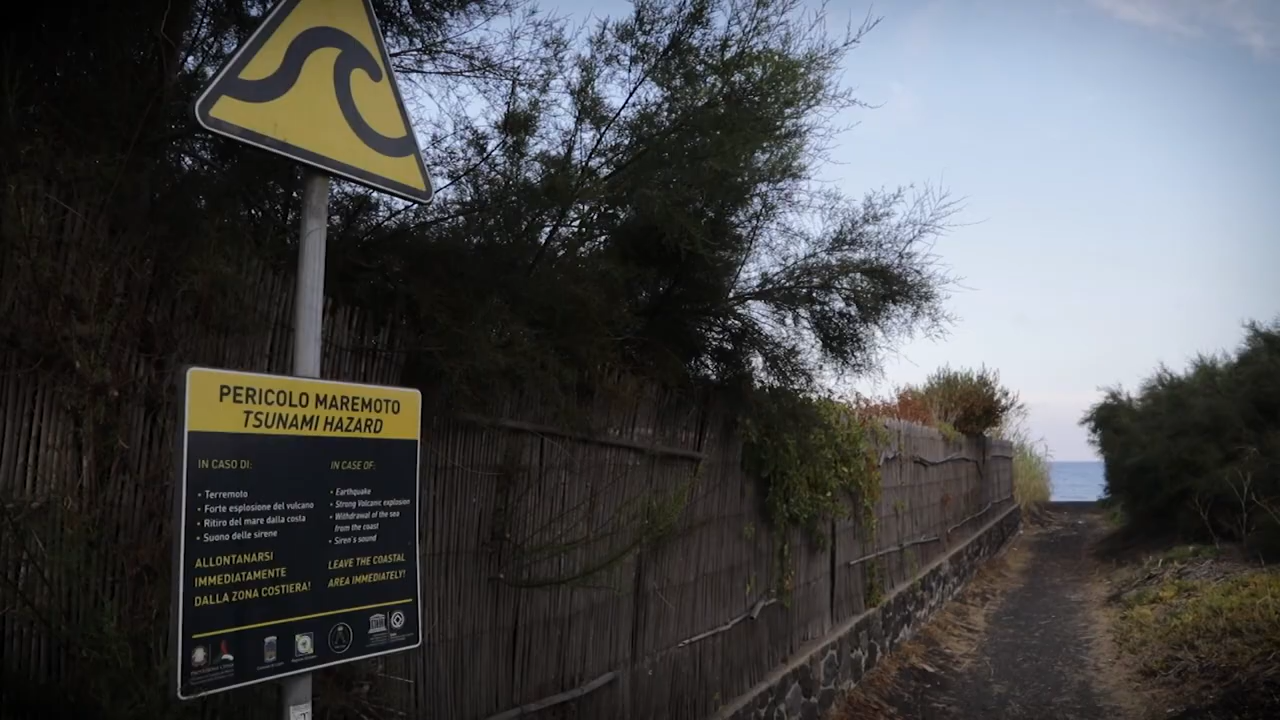 PERICOLO MAREMOTO
TSUNAMI HAZARD
IN CASO DI:
• Terremoto
• Forte esplosione del vulcano
• Ritiro del mare dalla costa
• Suono delle sirene
ALLONTANARSI
IMMEDIATAMENTE
DALLA ZONA COSTIERA!
IN CASE OF:
• Earthquake
• Strong Volcanic explosion
• Withdrawal of the sea
from the coast
• Siren's sound
LEAVE THE COASTAL
AREA IMMEDIATELY!